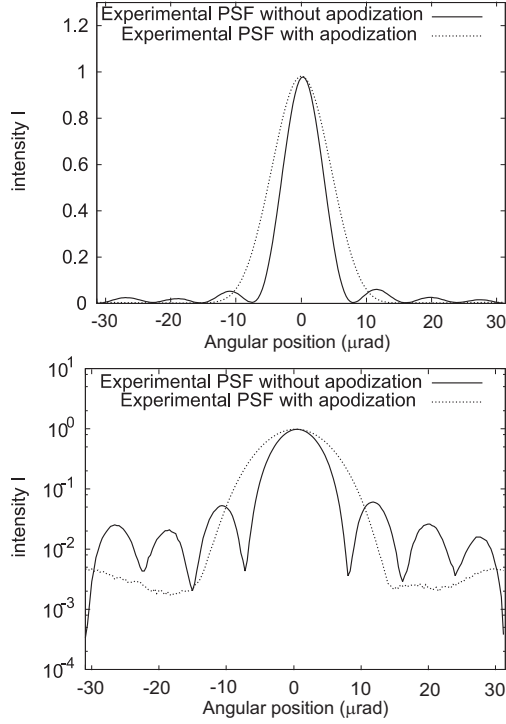 1.2
1
0.8
0.6
0.4
0.2
0
intensity I
Experimental PSF without apodization
Experimental PSF with apodization
-30 -20 -10 0 10 20 30
Angular position (μrad)
10^1
10^0
10^-1
10^-2
10^-3
10^-4
intensity I
Experimental PSF without apodization
Experimental PSF with apodization
-30 -20 -10 0 10 20 30
Angular position (μrad)